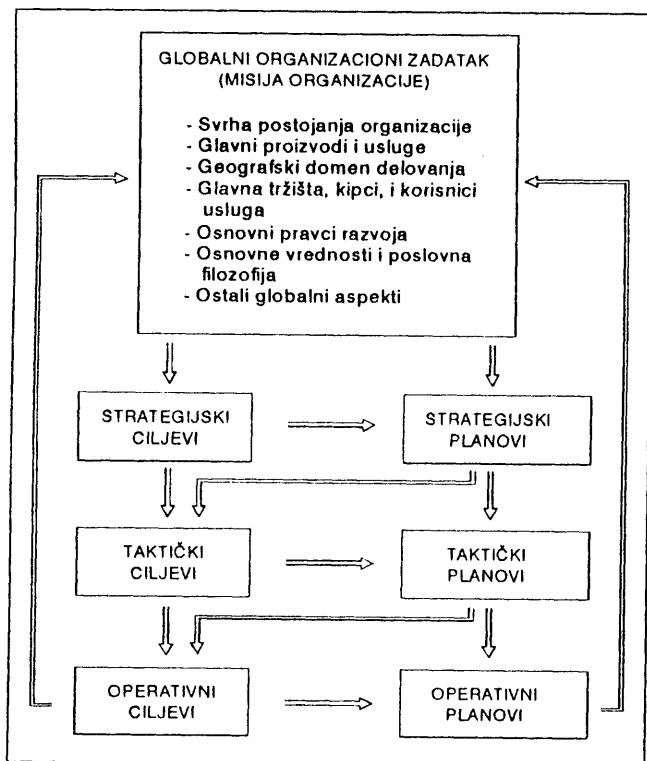 GLOBALNI ORGANIZACIONI ZADATAK
(MISIJA ORGANIZACIJE)
- Svrha postojanja organizacije
- Glavni proizvodi i usluge
- Geografski domen delovanja
- Glavna tržišta, kipci, i korisnici
usluga
- Osnovni pravci razvoja
- Osnovne vrednosti i poslovna
filozofija
- Ostali globalni aspekti
STRATEGIJSKI
CILJEVI
STRATEGIJSKI
PLANOVI
TAKTIČKI
CILJEVI
TAKTIČKI
PLANOVI
OPERATIVNI
CILJEVI
OPERATIVNI
PLANOVI